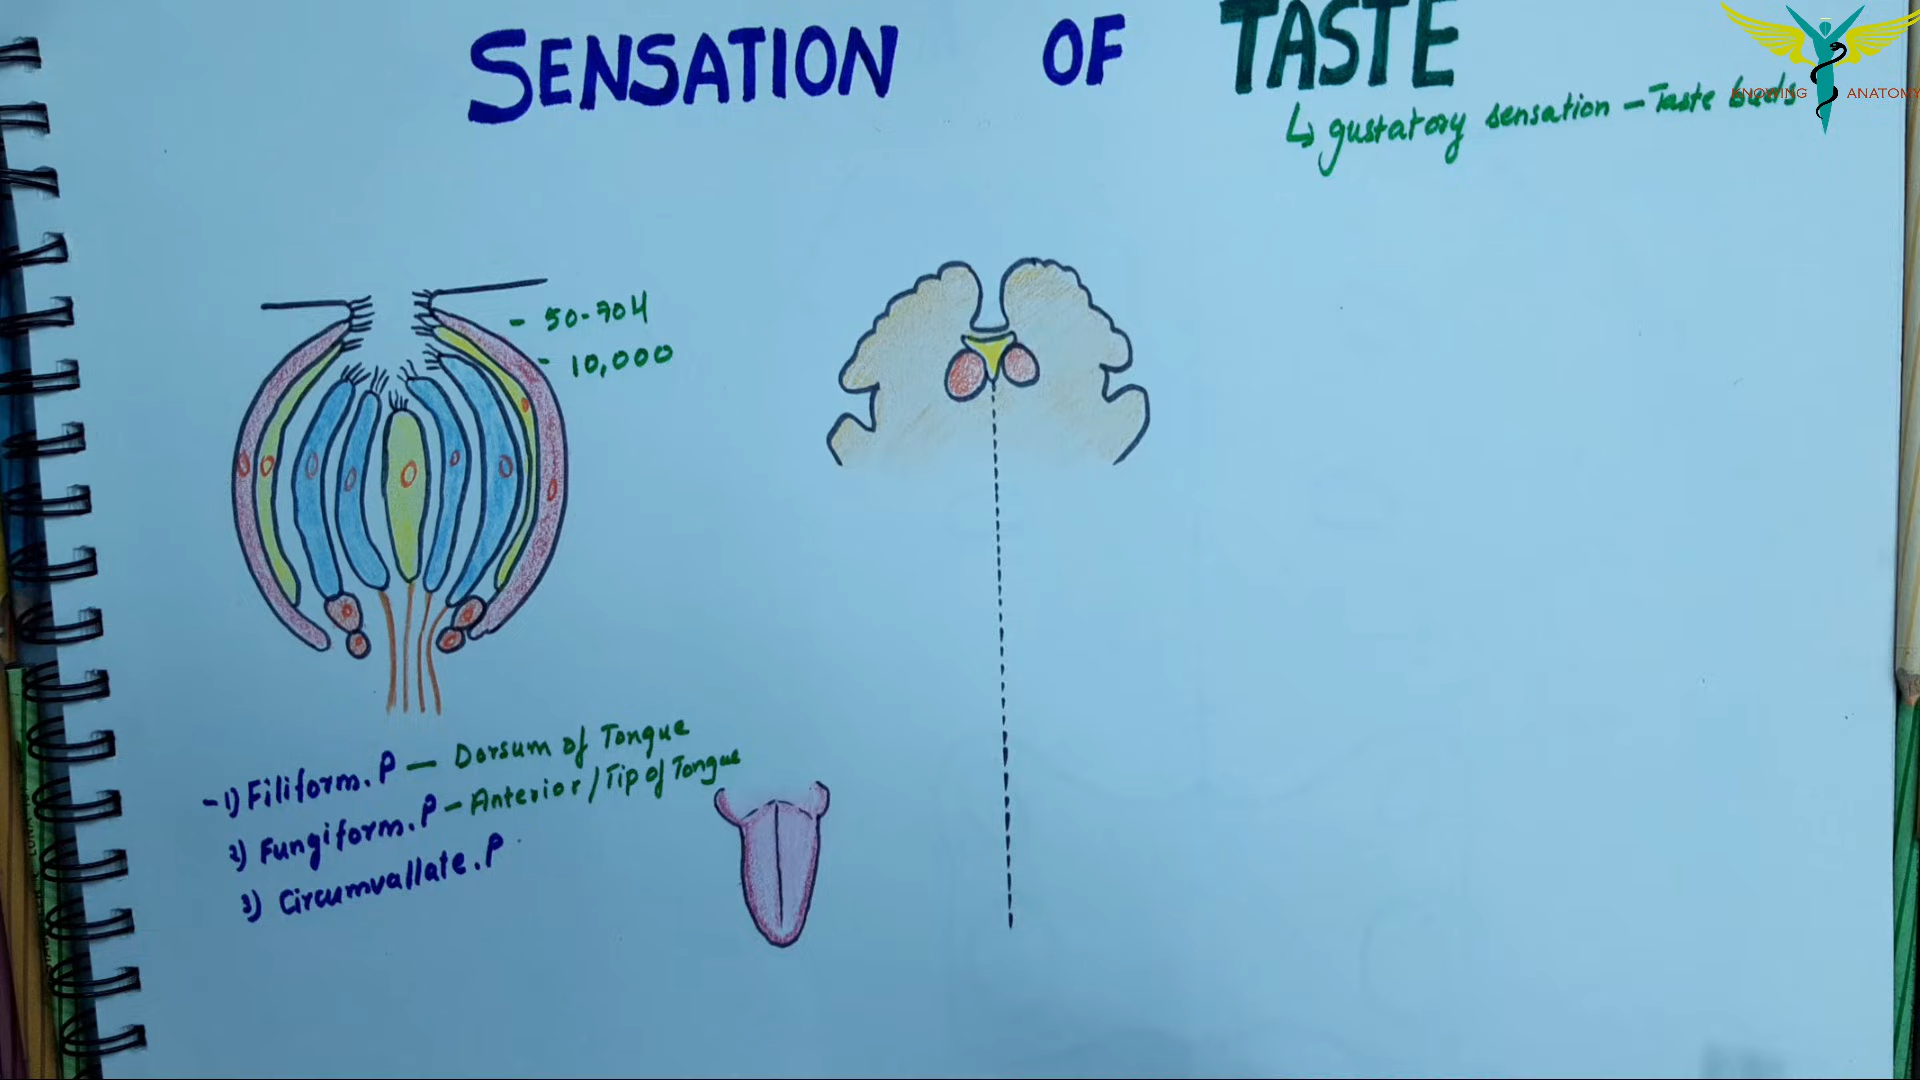 SENSATION OF TASTE
↳ gustatory sensation – Taste buds
KNOWING ANATOMY
- 50-70µ
- 10,000
- 1) Filiform.P — Dorsum of Tongue
2) Fungiform.P – Anterior/Tip of Tongue
3) Circumvallate.P